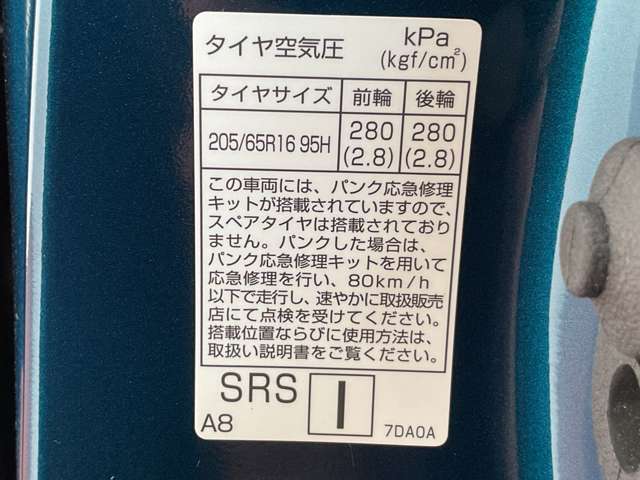 タイヤ空気圧 kPa
(kgf/cm²)
タイヤサイズ 前輪 後輪
205/65R16 95H 280 280
(2.8) (2.8)
この車両には、パンク応急修理
キットが搭載されていますので、
スペアタイヤは搭載されており
ません。パンクした場合は、
パンク応急修理キットを用いて
応急修理を行い、80km/h
以下で走行し、速やかに取扱販売
店にて点検を受けてください。
搭載位置ならびに使用方法は、
取扱い説明書をご覧ください。
SRS I
A8 7DA0A